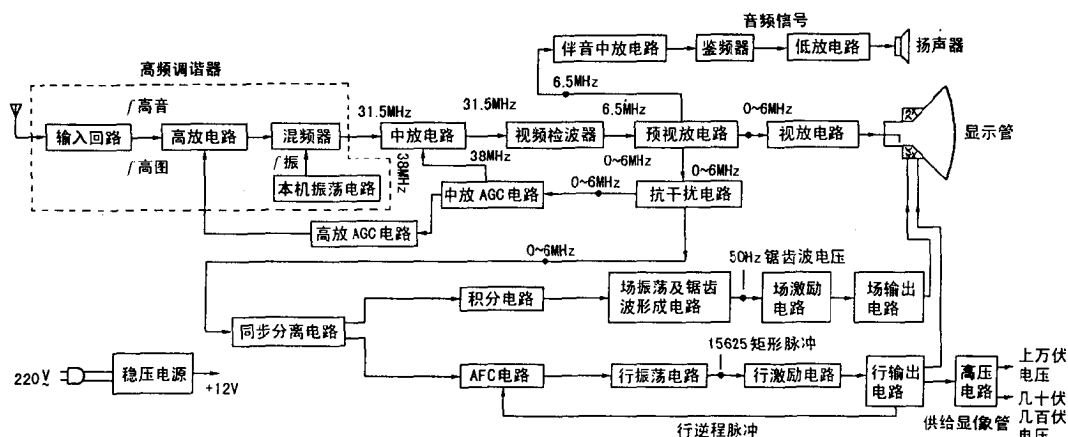 音频信号
伴音中放电路
鉴频器
低放电路
扬声器
高频调谐器
6.5MHz
f高音
31.5MHz
31.5MHz
6.5MHz
0~6MHz
输入回路
高放电路
混频器
中放电路
视频检波器
预视放电路
视放电路
显示管
f高图
f振
38MHz
38MHz
0~6MHz
0~6MHz
本机振荡电路
中放AGC电路
0~6MHz
抗干扰电路
高放AGC电路
0~6MHz
50Hz 锯齿波电压
积分电路
场振荡及锯齿
波形成电路
场激励
电路
场输出
电路
同步分离电路
15625矩形脉冲
220V
~
稳压电源
+12V
AFC电路
行振荡电路
行激励电路
行输出
电路
高压
电路
上万伏
电压
几十伏
几百伏
电压
供给显像管
行逆程脉冲